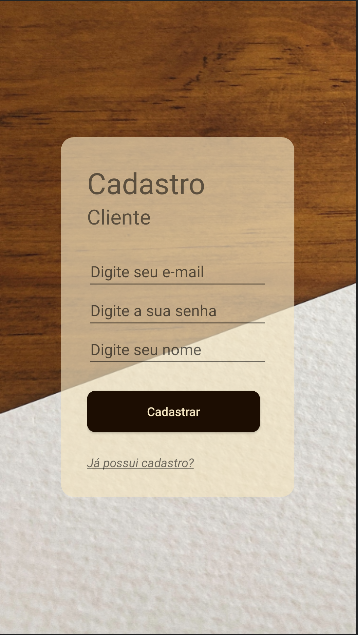 Cadastro
Cliente
Digite seu e-mail
Digite a sua senha
Digite seu nome
Cadastrar
Já possui cadastro?